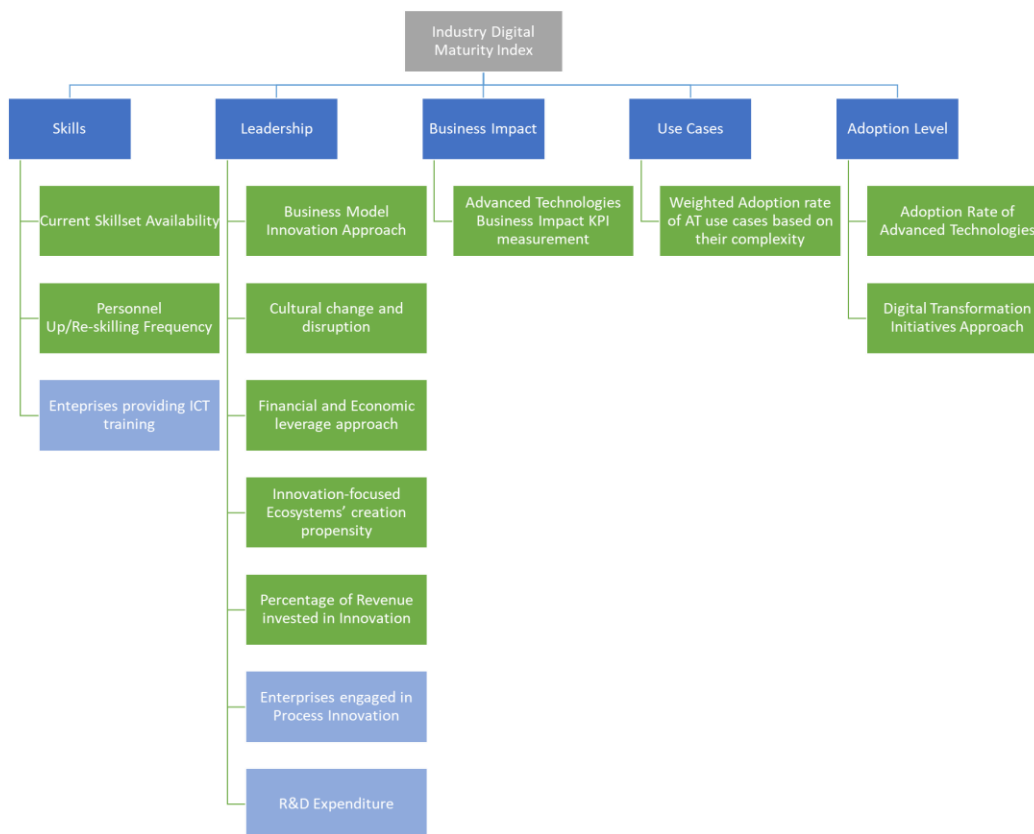 Industry Digital
Maturity Index
Skills
Leadership
Business Impact
Use Cases
Adoption Level
Current Skillset Availability
Personnel
Up/Re-skilling Frequency
Enteprises providing ICT
training
Business Model
Innovation Approach
Cultural change and
disruption
Financial and Economic
leverage approach
Innovation-focused
Ecosystems’ creation
propensity
Percentage of Revenue
invested in Innovation
Enterprises engaged in
Process Innovation
R&D Expenditure
Advanced Technologies
Business Impact KPI
measurement
Weighted Adoption rate
of AT use cases based on
their complexity
Adoption Rate of
Advanced Technologies
Digital Transformation
Initiatives Approach